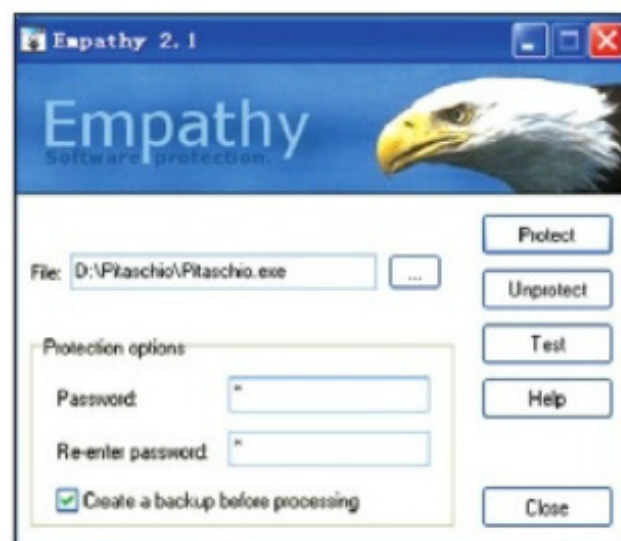 Empathy 2.1
Empathy
Software protection.
Protect
File: D:\Pitaschio\Pitaschio.exe ...
Unprotect
Protection options
Test
Password: *
Help
Re-enter password: *
Create a backup before processing
Close